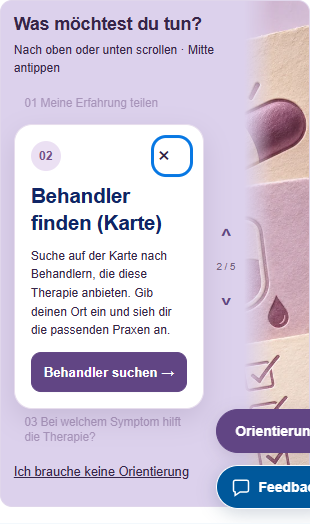 Was möchtest du tun?
Nach oben oder unten scrollen · Mitte
antippen
01 Meine Erfahrung teilen
02
×
Behandler
finden (Karte)
Suche auf der Karte nach
Behandlern, die diese
Therapie anbieten. Gib
deinen Ort ein und sieh dir
die passenden Praxen an.
2 / 5
Behandler suchen →
03 Bei welchem Symptom hilft
die Therapie?
Orientierun
Ich brauche keine Orientierung
Feedba